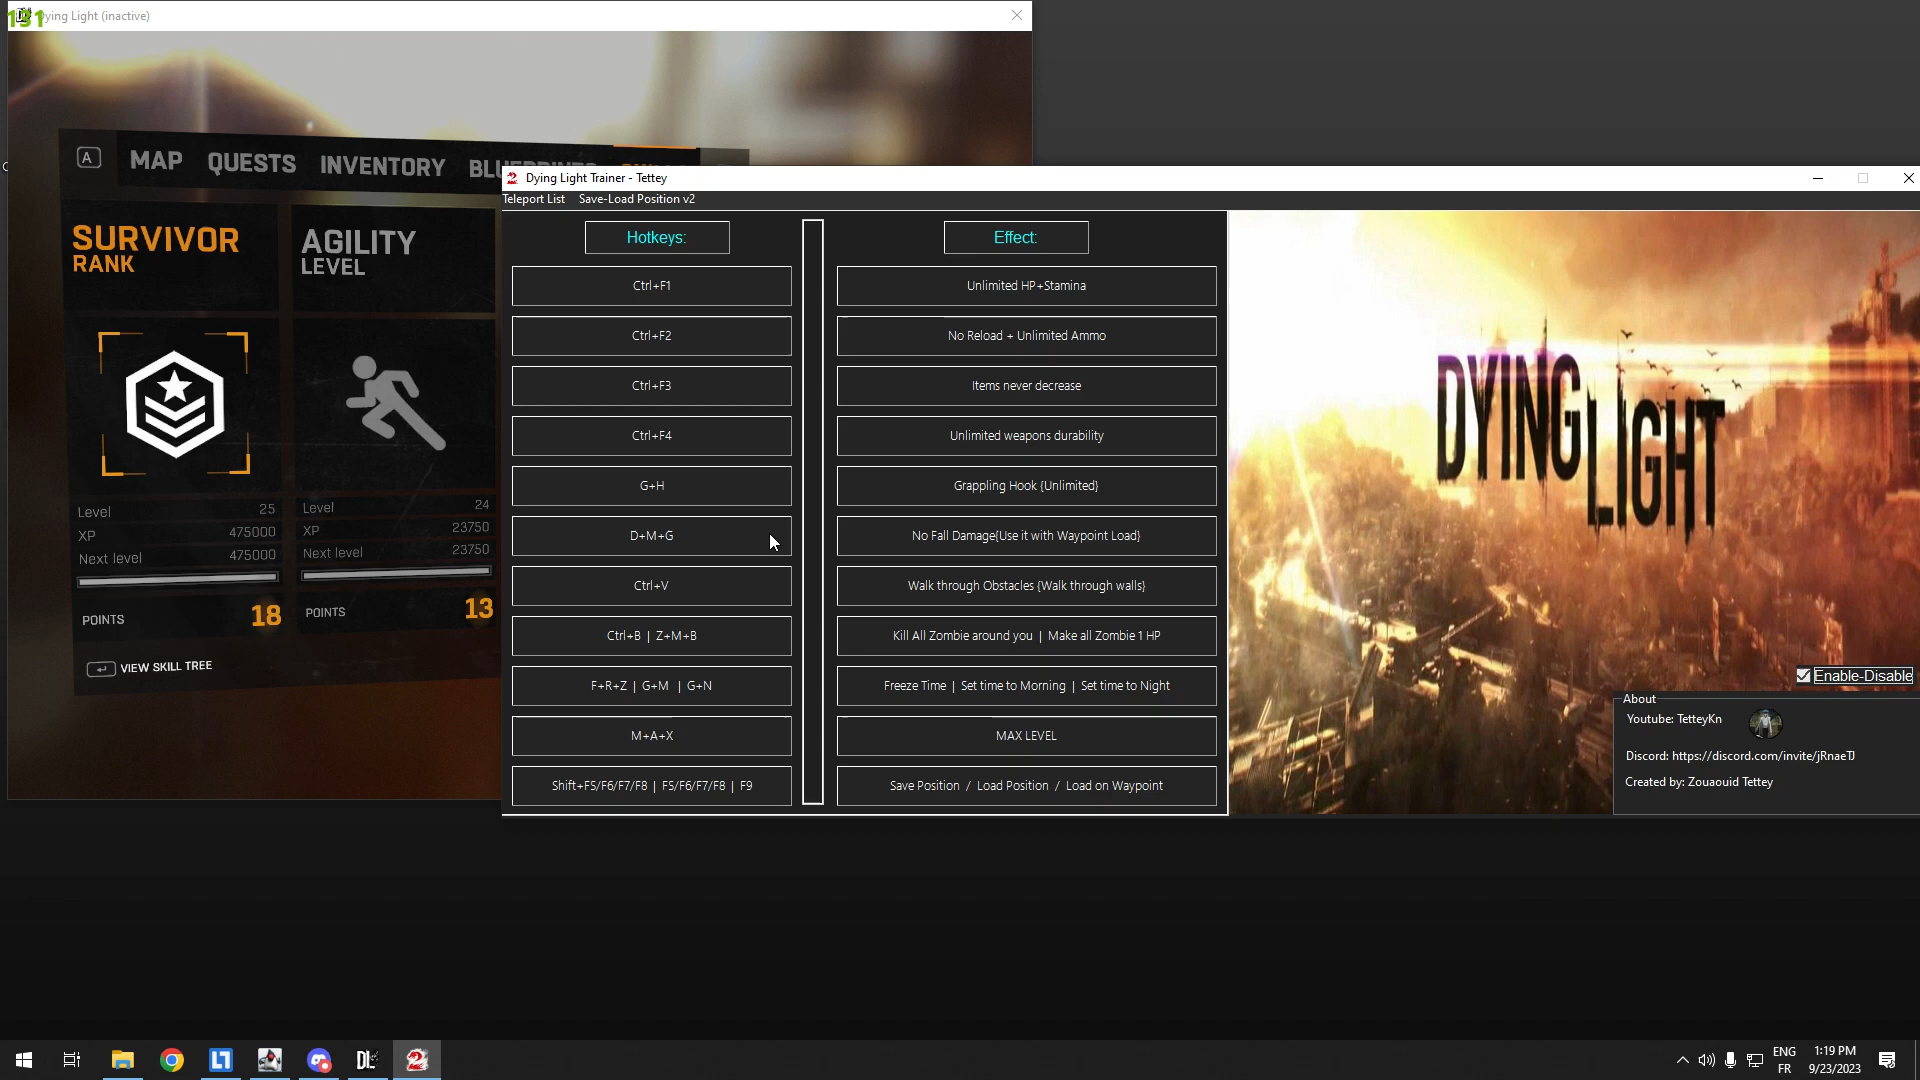 131
ying Light (inactive)
A
MAP
QUESTS
INVENTORY
SURVIVOR
RANK
AGILITY
LEVEL
Level 25
XP 475000
Next level 475000
POINTS 18
Level 24
XP 23750
Next level 23750
POINTS 13
VIEW SKILL TREE
Dying Light Trainer - Tettey
Teleport List Save-Load Position v2
Hotkeys: Effect:
Ctrl+F1 Unlimited HP+Stamina
Ctrl+F2 No Reload + Unlimited Ammo
Ctrl+F3 Items never decrease
Ctrl+F4 Unlimited weapons durability
G+H Grappling Hook {Unlimited}
D+M+G No Fall Damage{Use it with Waypoint Load}
Ctrl+V Walk through Obstacles {Walk through walls}
Ctrl+B | Z+M+B Kill All Zombie around you | Make all Zombie 1 HP
F+R+Z | G+M | G+N Freeze Time | Set time to Morning | Set time to Night
M+A+X MAX LEVEL
Shift+F5/F6/F7/F8 | F5/F6/F7/F8 | F9 Save Position / Load Position / Load on Waypoint
DYING
LIGHT
Enable-Disable
About
Youtube: TetteyKn
Discord: https://discord.com/invite/jRnaeTJ
Created by: Zouaouid Tettey
DL
2
ENG
FR
1:19 PM
9/23/2023